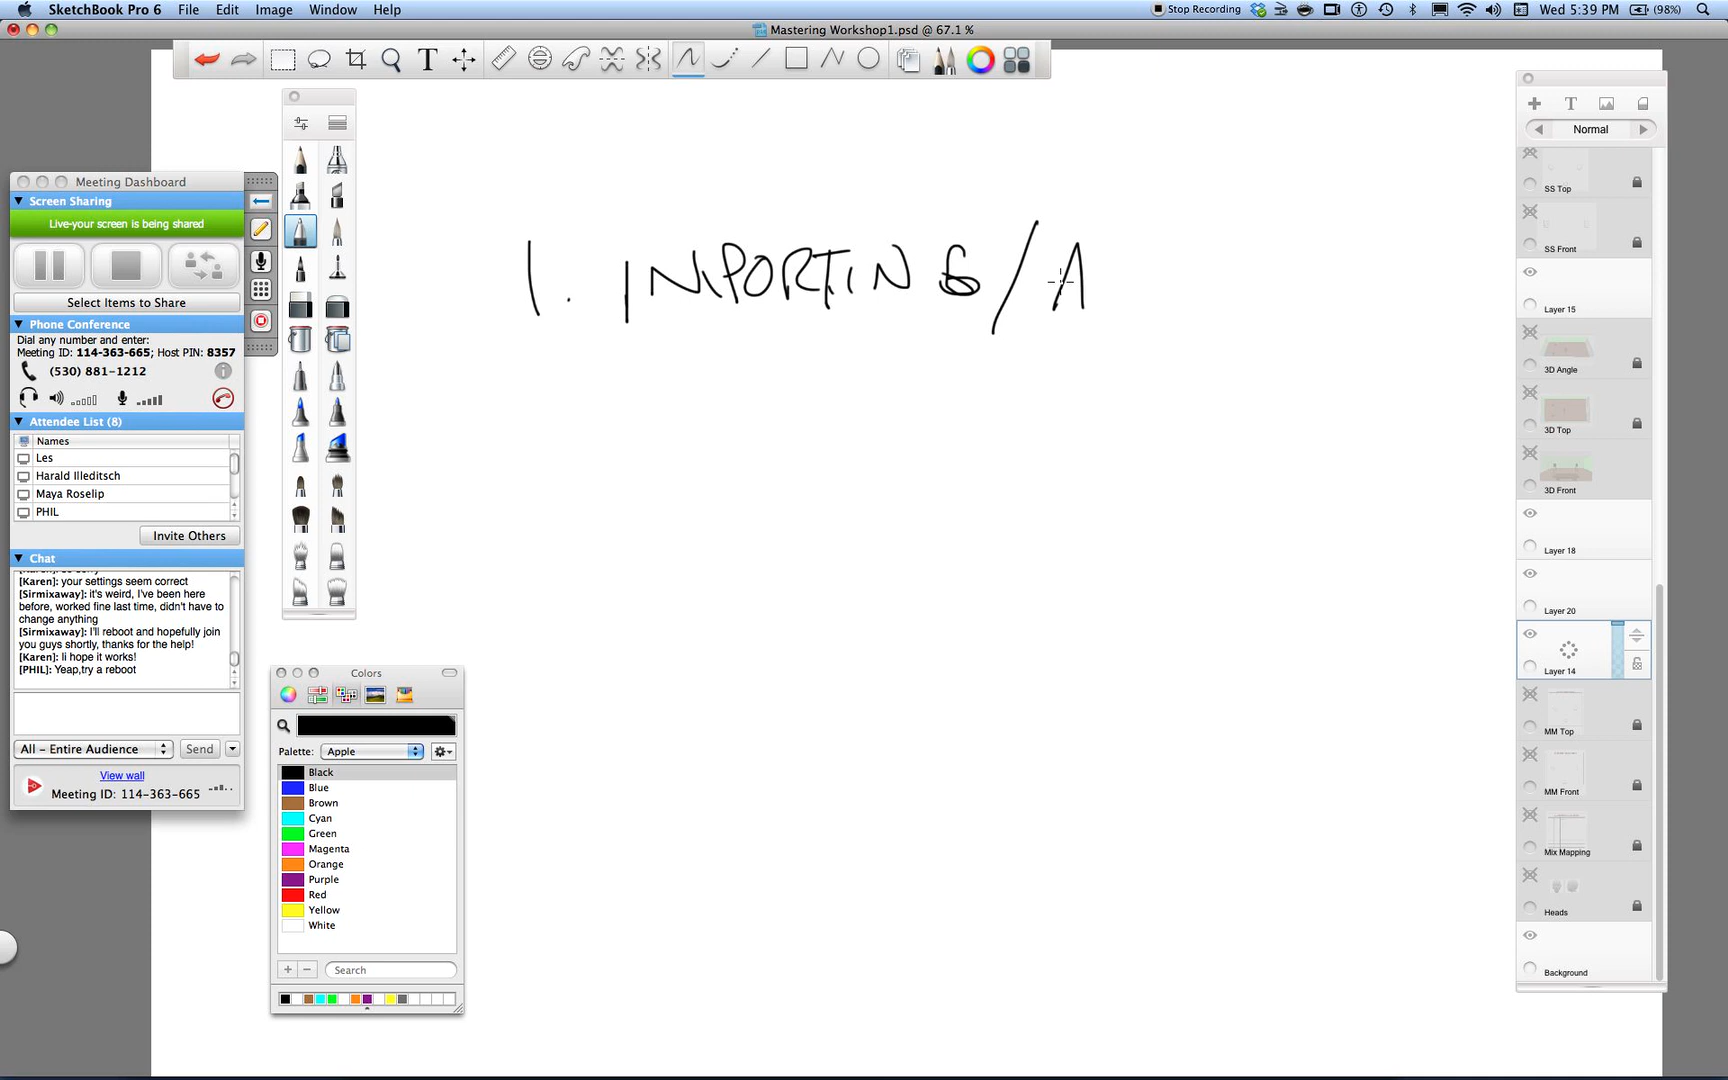 SketchBook Pro 6 File Edit Image Window Help Stop Recording Wed 5:39 PM (98%)
Mastering Workshop1.psd @ 67.1 %
T
Meeting Dashboard
Screen Sharing
Live-your screen is being shared
Select Items to Share
Phone Conference
Dial any number and enter:
Meeting ID: 114-363-665; Host PIN: 8357
(530) 881-1212
Attendee List (8)
Names
Les
Harald Illeditsch
Maya Roselip
PHIL
Invite Others
Chat
[Karen]: your settings seem correct
[Sirmixaway]: it's weird, I've been here
before, worked fine last time, didn't have to
change anything
[Sirmixaway]: I'll reboot and hopefully join
you guys shortly, thanks for the help!
[Karen]: Ii hope it works!
[PHIL]: Yeap,try a reboot
All – Entire Audience Send
View wall
Meeting ID: 114-363-665
1. IMPORTING / A
Colors
Palette: Apple
Black
Blue
Brown
Cyan
Green
Magenta
Orange
Purple
Red
Yellow
White
Search
T
Normal
SS Top
SS Front
Layer 15
3D Angle
3D Top
3D Front
Layer 18
Layer 20
Layer 14
MM Top
MM Front
Mix Mapping
Heads
Background